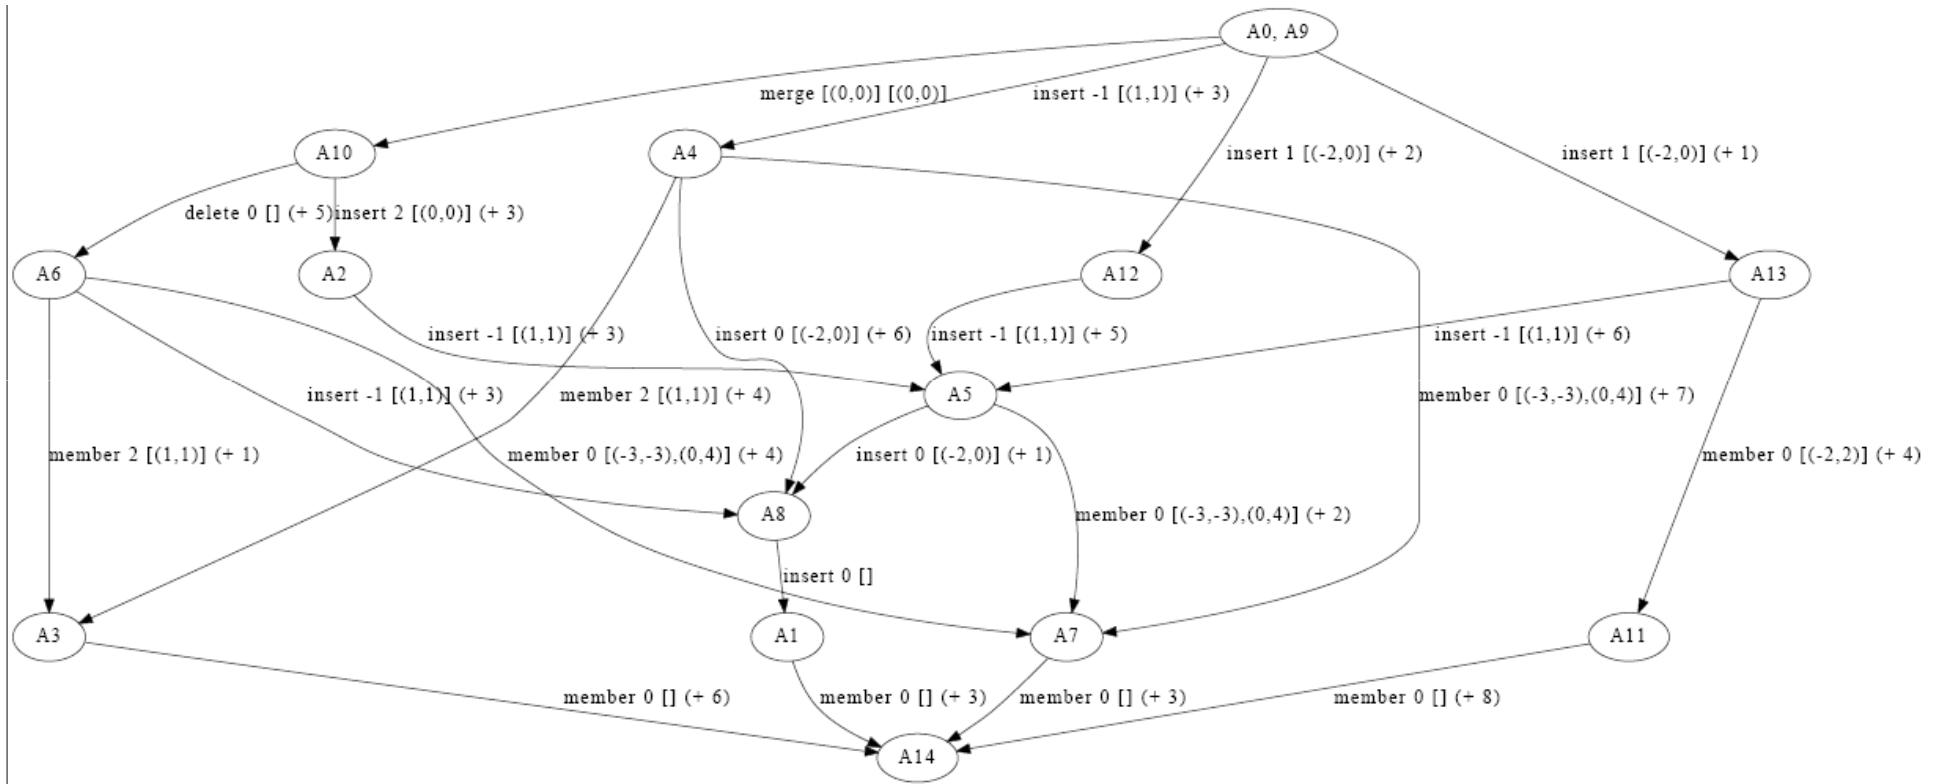 A0, A9
merge [(0,0)] [(0,0)]
insert -1 [(1,1)] (+ 3)
A10
A4
insert 1 [(-2,0)] (+ 2)
insert 1 [(-2,0)] (+ 1)
delete 0 [] (+ 5)
insert 2 [(0,0)] (+ 3)
A6
A2
A12
A13
insert -1 [(1,1)] (+ 3)
insert 0 [(-2,0)] (+ 6)
insert -1 [(1,1)] (+ 5)
insert -1 [(1,1)] (+ 6)
insert -1 [(1,1)] (+ 3)
member 2 [(1,1)] (+ 4)
A5
member 0 [(-3,-3),(0,4)] (+ 7)
member 2 [(1,1)] (+ 1)
member 0 [(-3,-3),(0,4)] (+ 4)
insert 0 [(-2,0)] (+ 1)
member 0 [(-2,2)] (+ 4)
A8
member 0 [(-3,-3),(0,4)] (+ 2)
insert 0 []
A3
A1
A7
A11
member 0 [] (+ 6)
member 0 [] (+ 3)
member 0 [] (+ 3)
member 0 [] (+ 8)
A14